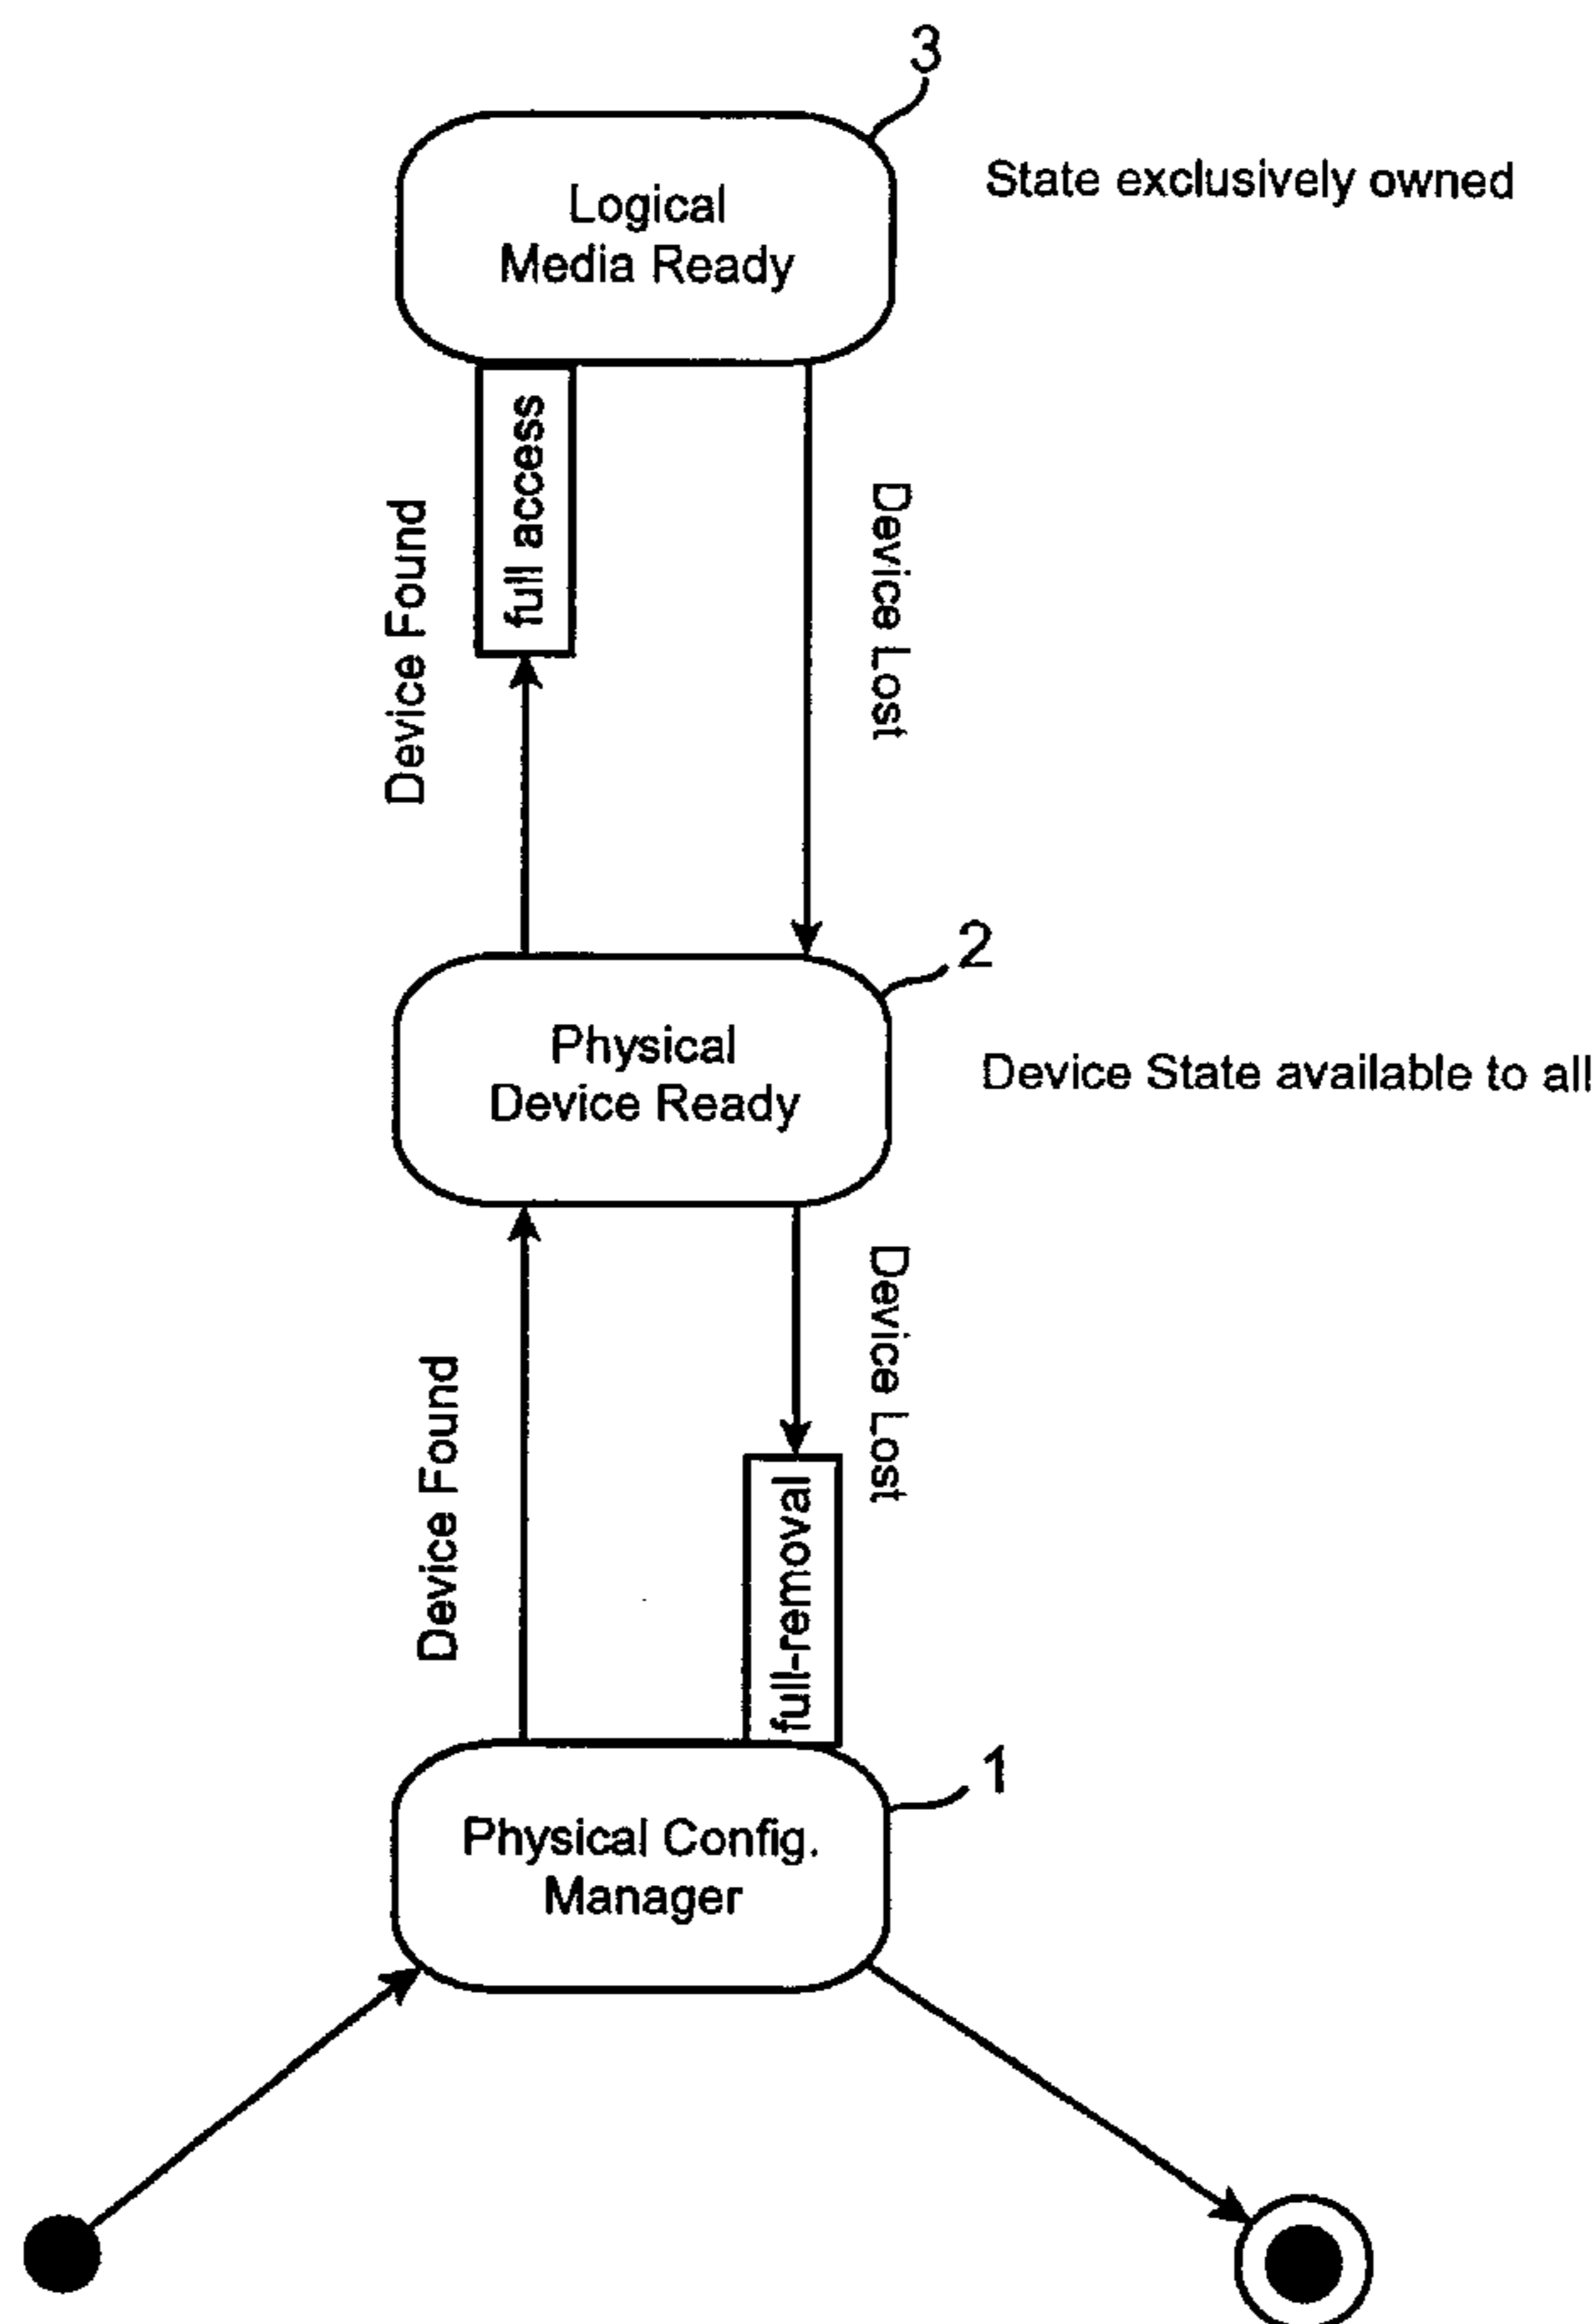 3
State exclusively owned
Logical
Media Ready
full access
Device Found
Device Lost
2
Physical
Device Ready
Device State available to all
Device Lost
Device Found
full-removal
1
Physical Config.
Manager